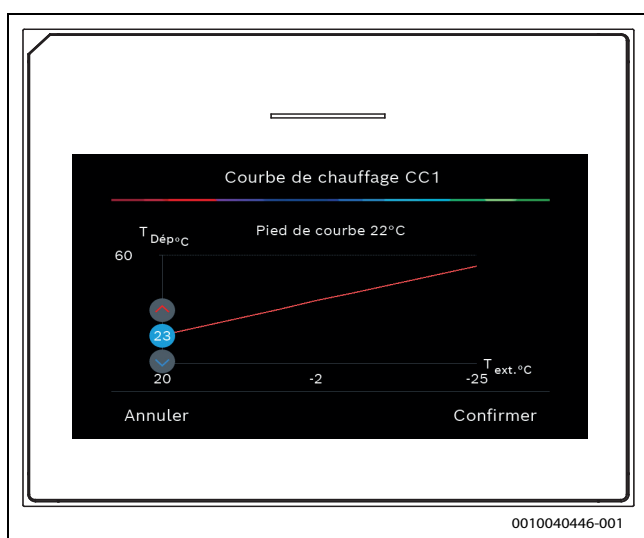 Courbe de chauffage CC1
Pied de courbe 22°C
T Dép°C
60
23
T ext.°C
20 -2 -25
Annuler Confirmer
0010040446-001